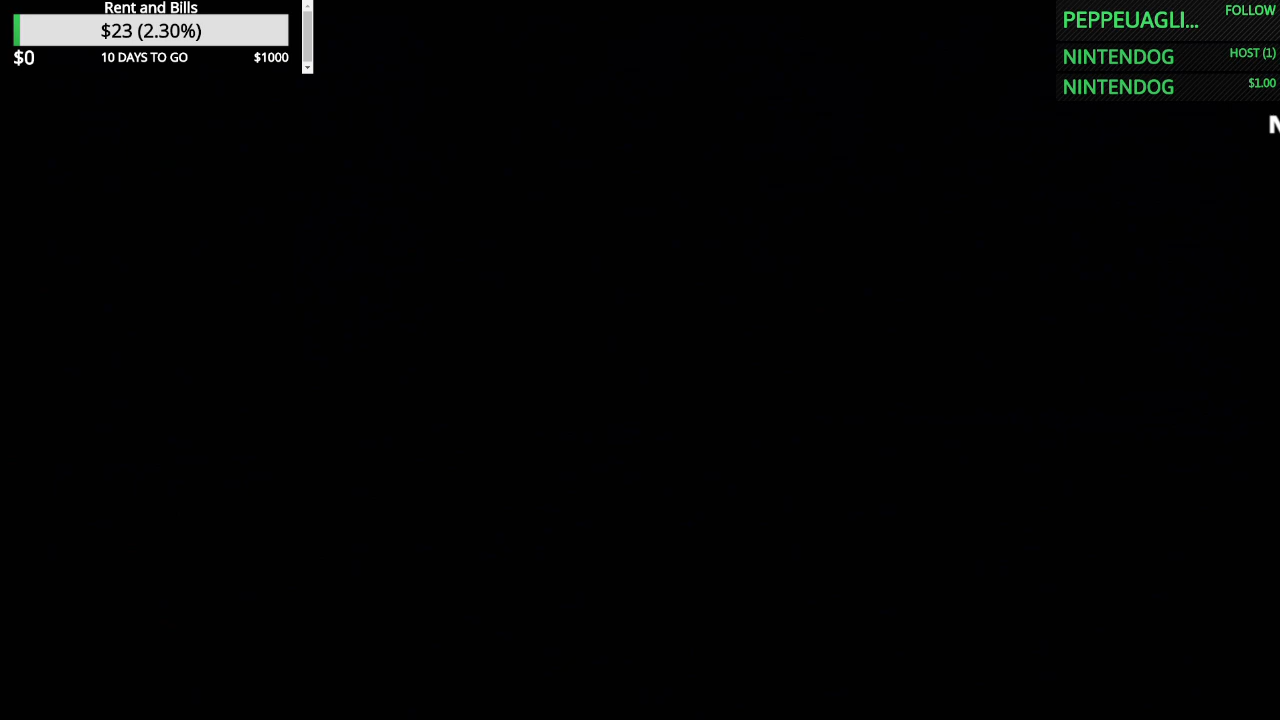 Rent and Bills
$23 (2.30%)
$0 10 DAYS TO GO $1000
PEPPEUAGLI... FOLLOW
NINTENDOG HOST (1)
NINTENDOG $1.00